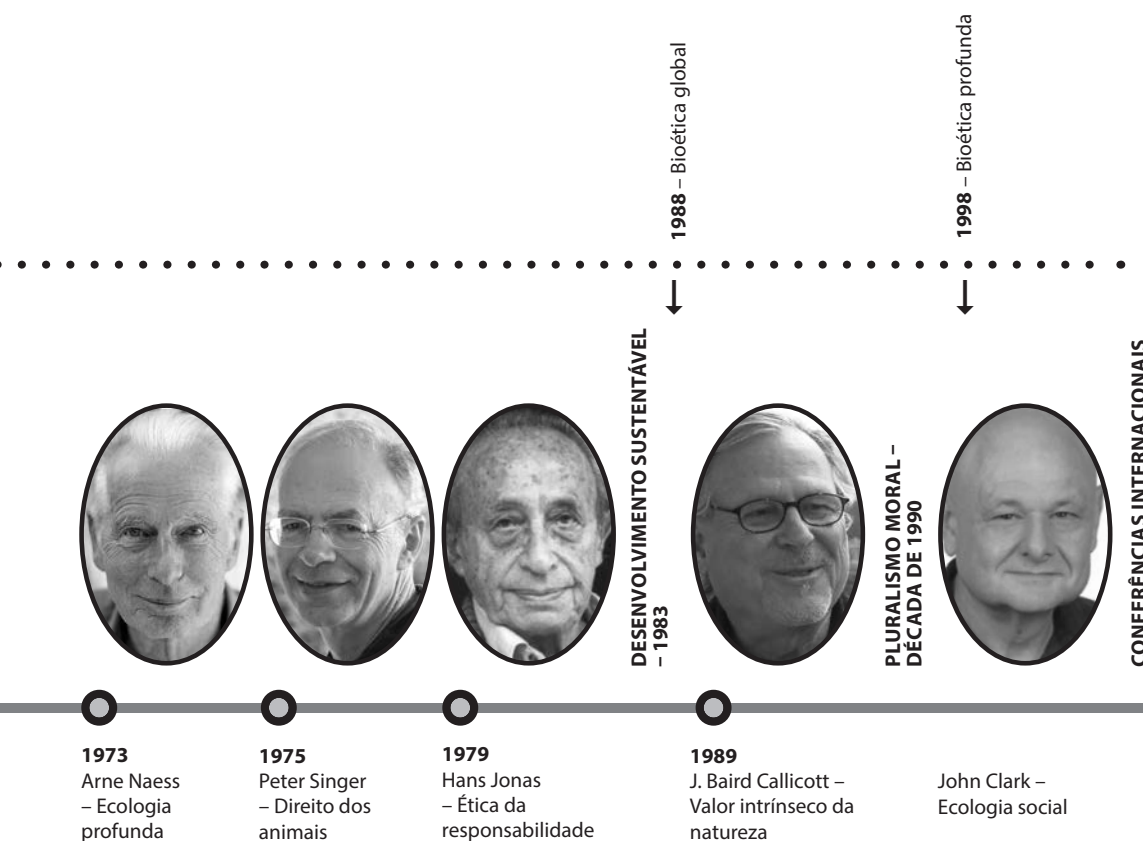 1988 – Bioética global
1998 – Bioética profunda
DESENVOLVIMENTO SUSTENTÁVEL
– 1983
PLURALISMO MORAL –
DÉCADA DE 1990
CONFERÊNCIAS INTERNACIONAIS
1973
Arne Naess
– Ecologia
profunda
1975
Peter Singer
– Direito dos
animais
1979
Hans Jonas
– Ética da
responsabilidade
1989
J. Baird Callicott –
Valor intrínseco da
natureza
John Clark –
Ecologia social